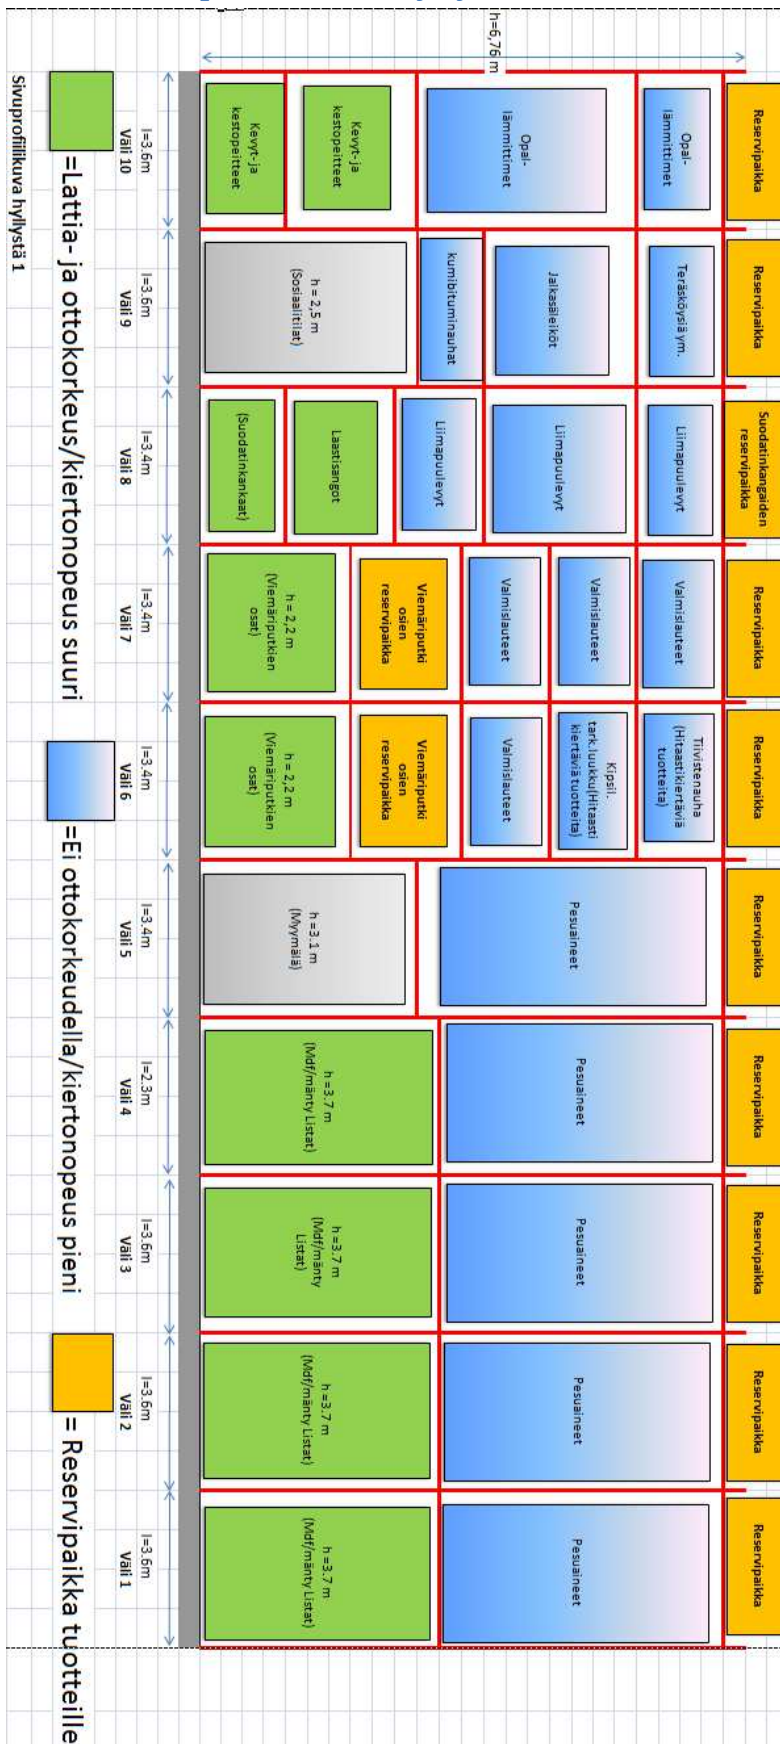 h=6,76 m
Reservipaikka
Opal-
lämmittimet
Opal-
lämmittimet
Kevyt- ja
kestopeitteet
Kevyt- ja
kestopeitteet
l=3.6m
Väli 10
Reservipaikka
Teräsköysiä ym.
Jalkasäleiköt
kumibituminauhat
h = 2,5 m
(Sosiaalitilat)
l=3.6m
Väli 9
Suodatinkangaiden
reservipaikka
Liimapuulevyt
Liimapuulevyt
Liimapuulevyt
Laastisangot
(Suodatinkankaat)
l=3.4m
Väli 8
Reservipaikka
Valmislauteet
Valmislauteet
Valmislauteet
Viemäriputki
osien
reservipaikka
h = 2,2 m
(Viemäriputkien
osat)
l=3.4m
Väli 7
Reservipaikka
Tiivistenauha
(Hitaastikiertäviä
tuotteita)
Kipsil.
tark.luukku(Hitaasti
kiertäviä tuotteita)
Valmislauteet
Viemäriputki
osien
reservipaikka
h = 2,2 m
(Viemäriputkien
osat)
l=3.4m
Väli 6
Reservipaikka
Pesuaineet
h=3.1 m
(Myymälä)
l=3.4m
Väli 5
Reservipaikka
Pesuaineet
h=3.7 m
(Mdf/mänty Listat)
l=2.3m
Väli 4
Reservipaikka
Pesuaineet
h=3.7 m
(Mdf/mänty
Listat)
l=3.6m
Väli 3
Reservipaikka
Pesuaineet
h=3.7 m
(Mdf/mänty Listat)
l=3.6m
Väli 2
Reservipaikka
Pesuaineet
h=3.7 m
(Mdf/mänty Listat)
l=3.6m
Väli 1
=Lattia- ja ottokorkeus/kiertonopeus suuri
=Ei ottokorkeudella/kiertonopeus pieni
= Reservipaikka tuotteille
Sivuprofiilikuva hyllystä 1